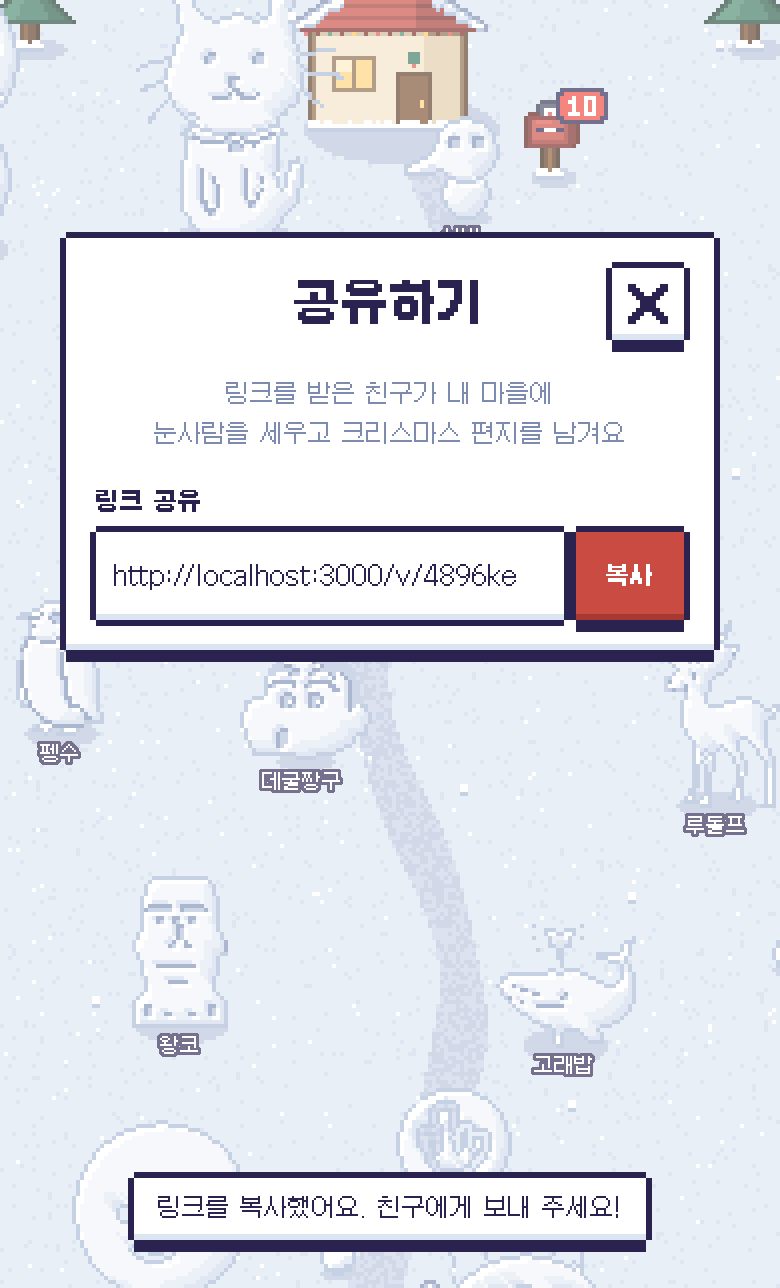 10
공유하기
링크를 받은 친구가 내 마을에
눈사람을 세우고 크리스마스 편지를 남겨요
링크 공유
http://localhost:3000/v/4896ke
복사
펭수
데굴짱구
루돌프
왕코
고래밥
링크를 복사했어요. 친구에게 보내 주세요!